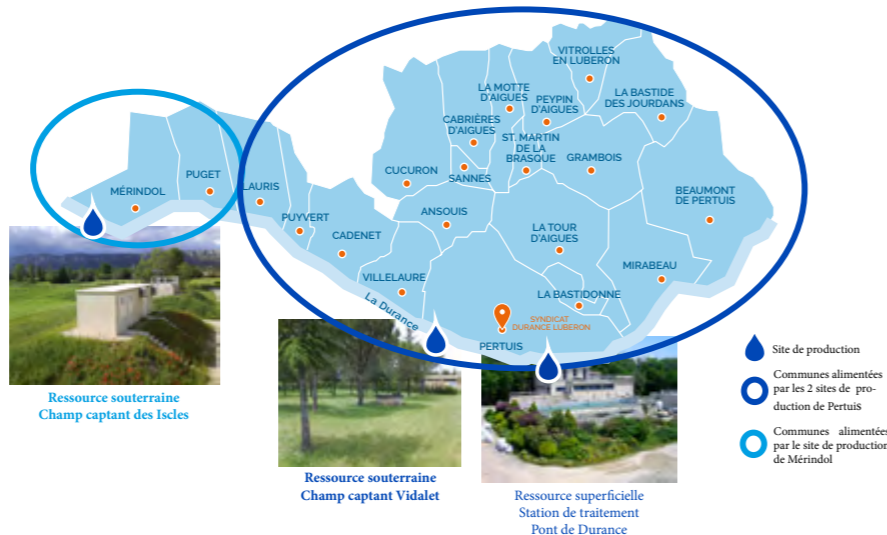 VITROLLES
EN LUBERON
LA MOTTE
D'AIGUES
PEYPIN
D'AIGUES
LA BASTIDE
DES JOURDANS
CABRIÈRES
D'AIGUES
ST. MARTIN
DE LA
BRASQUE
GRAMBOIS
CUCURON
SANNES
PUGET
MÉRINDOL
LAURIS
BEAUMONT
DE PERTUIS
PUYVERT
ANSOUIS
CADENET
LA TOUR
D'AIGUES
VILLELAURE
MIRABEAU
La Durance
LA BASTIDONNE
SYNDICAT
DURANCE LUBERON
PERTUIS
Ressource souterraine
Champ captant des Iscles
Ressource souterraine
Champ captant Vidalet
Ressource superficielle
Station de traitement
Pont de Durance
Site de production
Communes alimentées
par les 2 sites de pro-
duction de Pertuis
Communes alimentées
par le site de production
de Mérindol